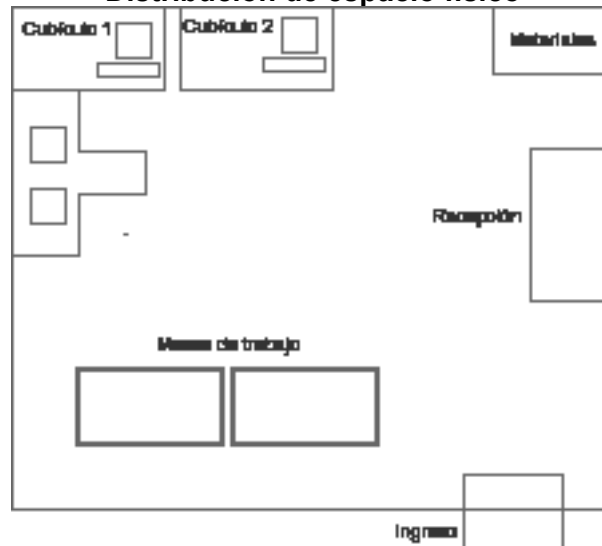 Distribución de espacio físico
Cubículo 1
Cubículo 2
Materiales
Recepción
Mesas de trabajo
Ingreso